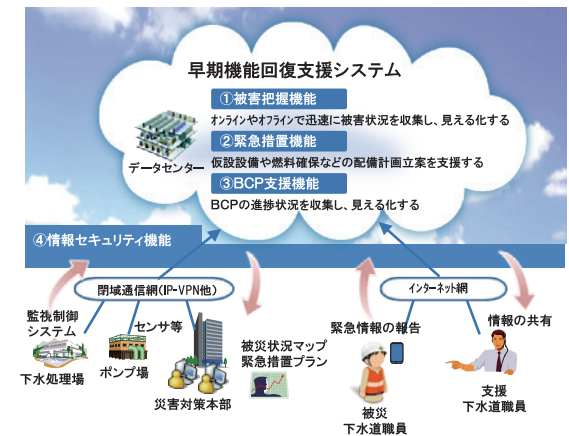 早期機能回復支援システム
①被害把握機能
オンラインやオフラインで迅速に被害状況を収集し、見える化する
②緊急措置機能
仮設設備や燃料確保などの配備計画立案を支援する
③BCP支援機能
BCPの進捗状況を収集し、見える化する
データセンター
④情報セキュリティ機能
閉域通信網(IP-VPN他)
インターネット網
監視制御
システム
下水処理場
センサ等
ポンプ場
災害対策本部
被災状況マップ
緊急措置プラン
緊急情報の報告
被災
下水道職員
情報の共有
支援
下水道職員